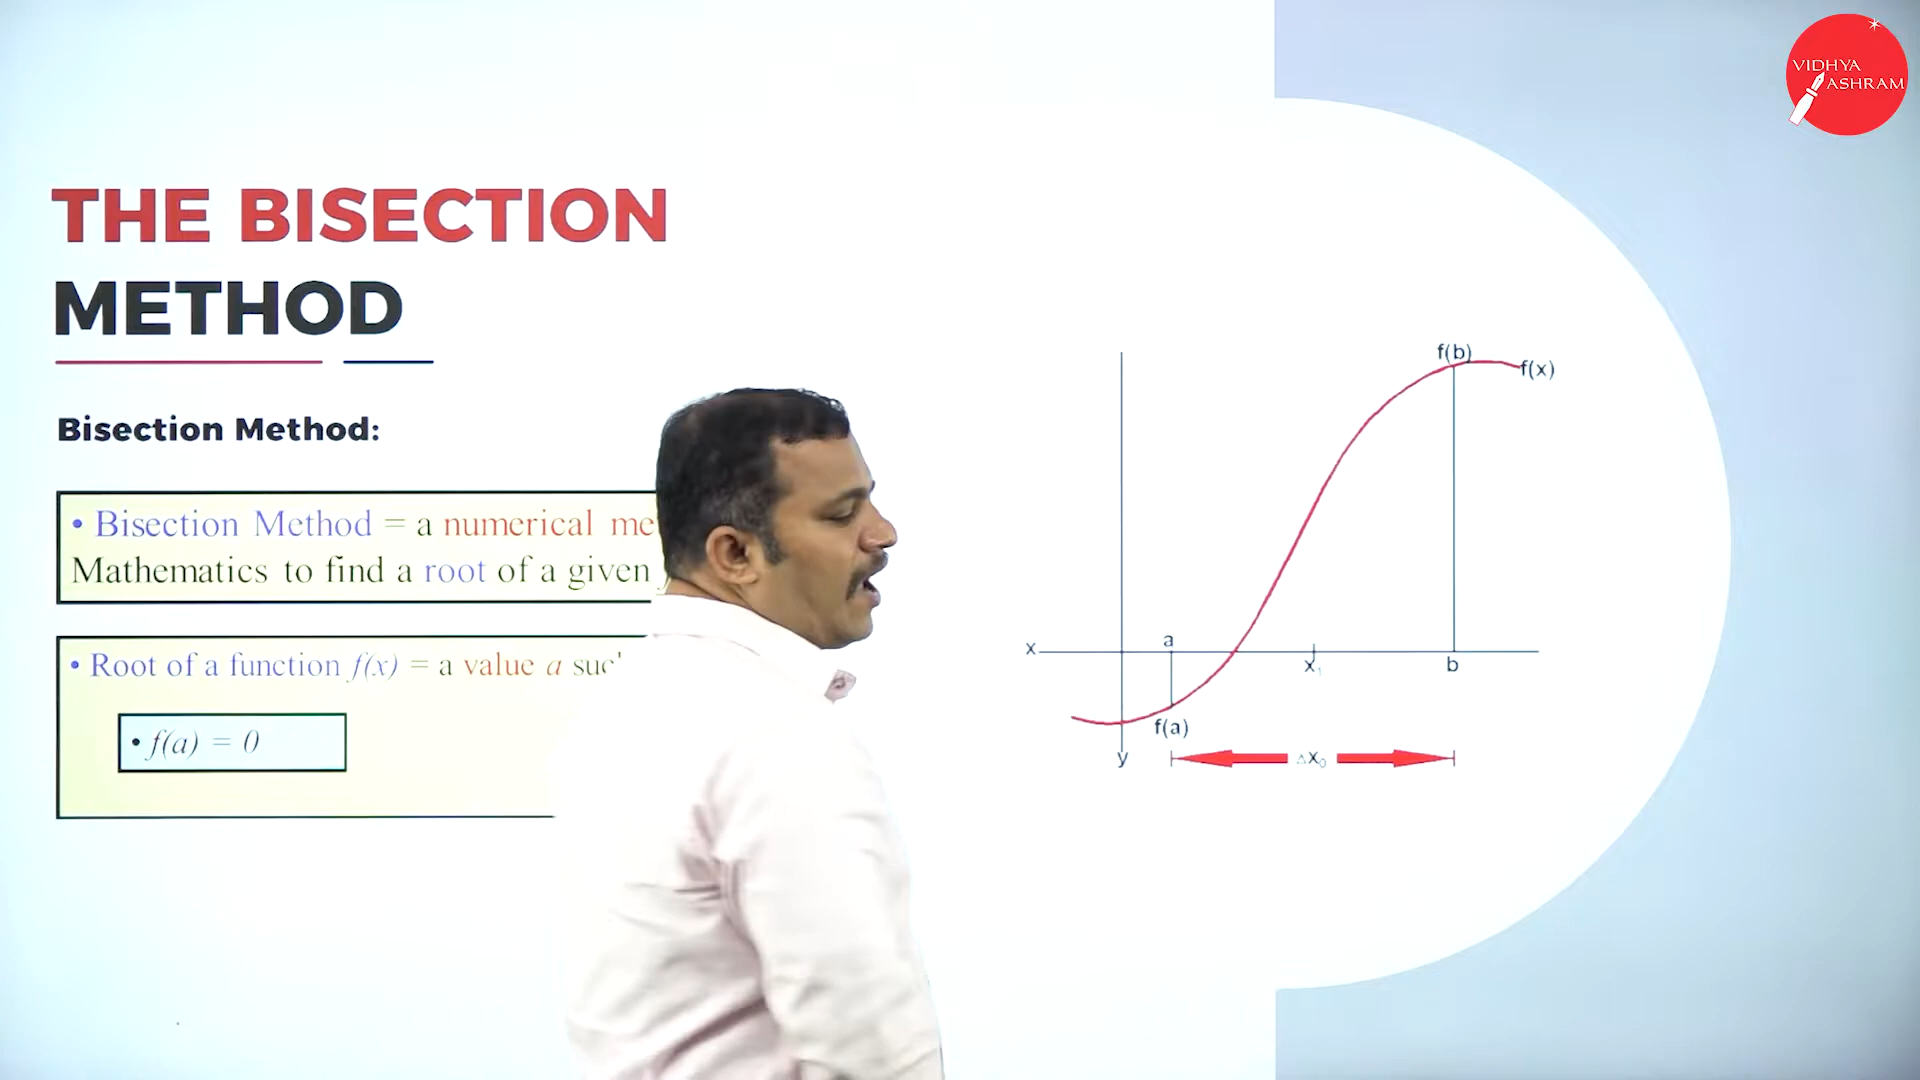 VIDHYA
ASHRAM
THE BISECTION
METHOD
Bisection Method:
• Bisection Method = a numerical me
Mathematics to find a root of a given
• Root of a function f(x) = a value a suc
• f(a) = 0
f(b)
f(x)
x
a
x₁
b
f(a)
y
△x₀